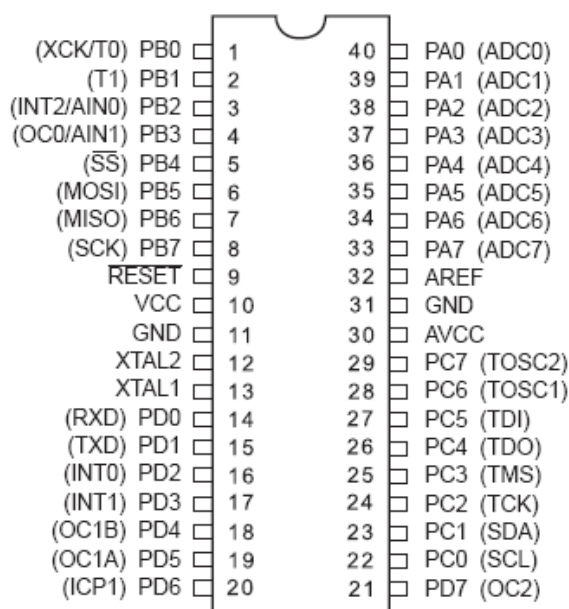 (XCK/T0) PB0 1 40 PA0 (ADC0)
(T1) PB1 2 39 PA1 (ADC1)
(INT2/AIN0) PB2 3 38 PA2 (ADC2)
(OC0/AIN1) PB3 4 37 PA3 (ADC3)
(S̅S̅) PB4 5 36 PA4 (ADC4)
(MOSI) PB5 6 35 PA5 (ADC5)
(MISO) PB6 7 34 PA6 (ADC6)
(SCK) PB7 8 33 PA7 (ADC7)
R̅E̅S̅E̅T̅ 9 32 AREF
VCC 10 31 GND
GND 11 30 AVCC
XTAL2 12 29 PC7 (TOSC2)
XTAL1 13 28 PC6 (TOSC1)
(RXD) PD0 14 27 PC5 (TDI)
(TXD) PD1 15 26 PC4 (TDO)
(INT0) PD2 16 25 PC3 (TMS)
(INT1) PD3 17 24 PC2 (TCK)
(OC1B) PD4 18 23 PC1 (SDA)
(OC1A) PD5 19 22 PC0 (SCL)
(ICP1) PD6 20 21 PD7 (OC2)